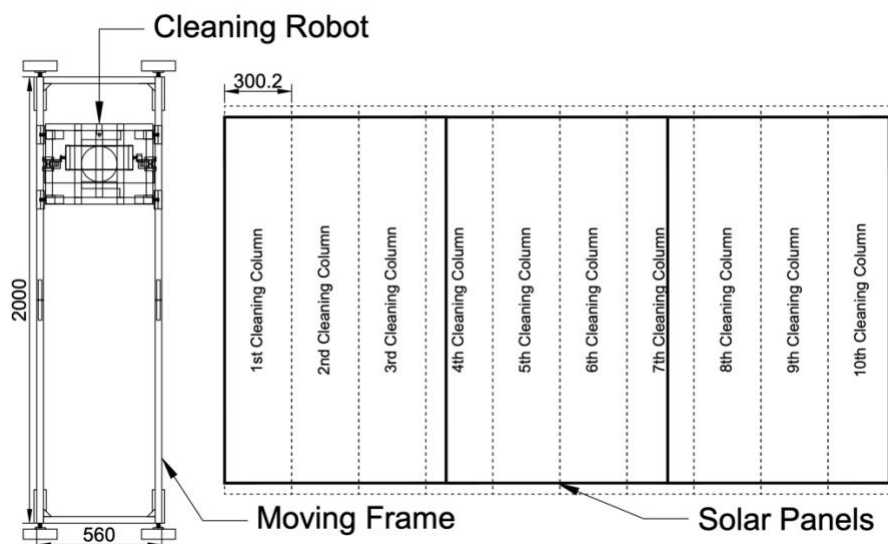 Cleaning Robot
300.2
2000
1st Cleaning Column
2nd Cleaning Column
3rd Cleaning Column
4th Cleaning Column
5th Cleaning Column
6th Cleaning Column
7th Cleaning Column
8th Cleaning Column
9th Cleaning Column
10th Cleaning Column
560
Moving Frame
Solar Panels